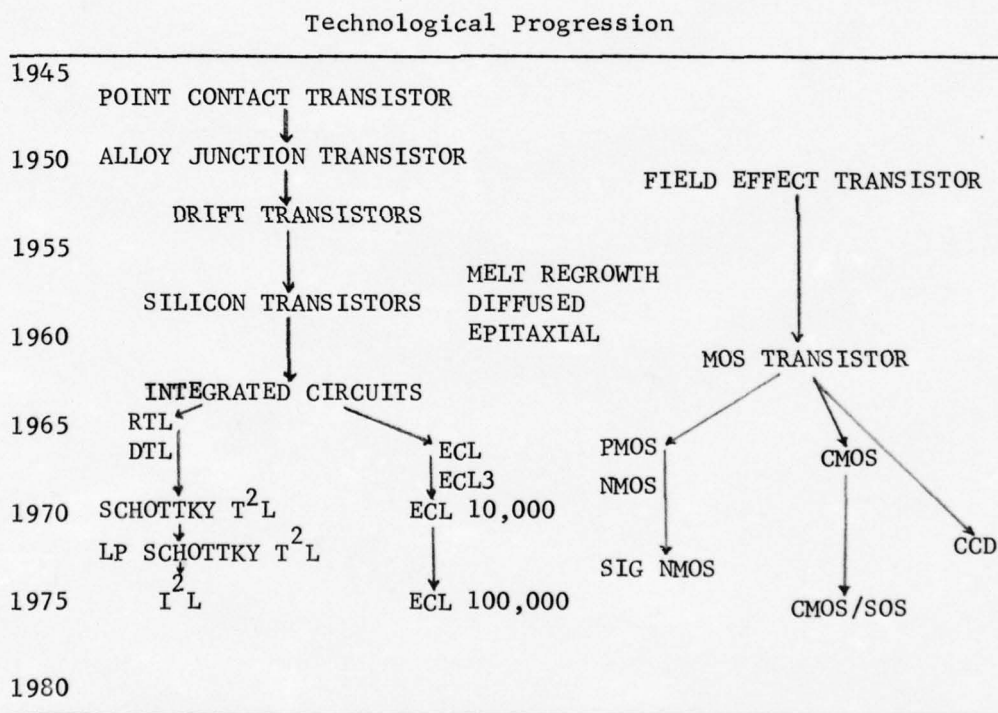 Technological Progression
1945
POINT CONTACT TRANSISTOR
1950 ALLOY JUNCTION TRANSISTOR
FIELD EFFECT TRANSISTOR
DRIFT TRANSISTORS
1955
MELT REGROWTH
SILICON TRANSISTORS DIFFUSED
1960 EPITAXIAL
MOS TRANSISTOR
INTEGRATED CIRCUITS
1965 RTL
DTL ECL PMOS CMOS
ECL3 NMOS
1970 SCHOTTKY T²L ECL 10,000
LP SCHOTTKY T²L CCD
SIG NMOS
1975 I²L ECL 100,000 CMOS/SOS
1980